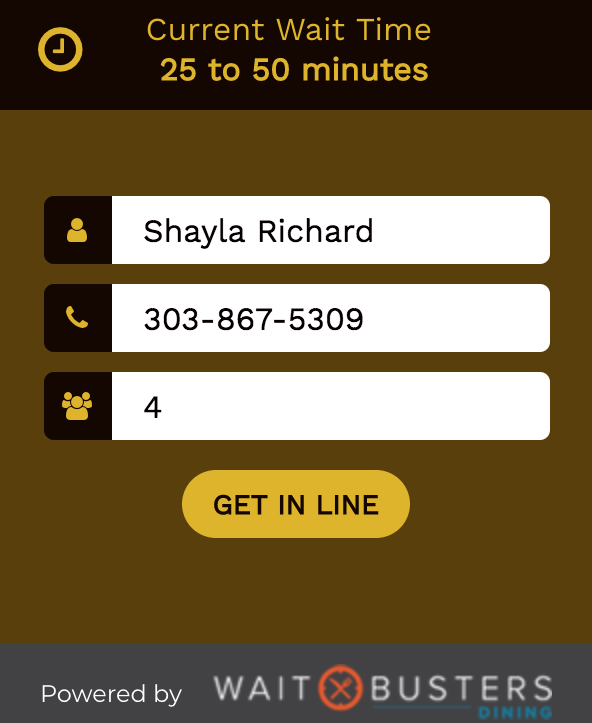 Current Wait Time
25 to 50 minutes
Shayla Richard
303-867-5309
4
GET IN LINE
Powered by WAIT BUSTERS
DINING